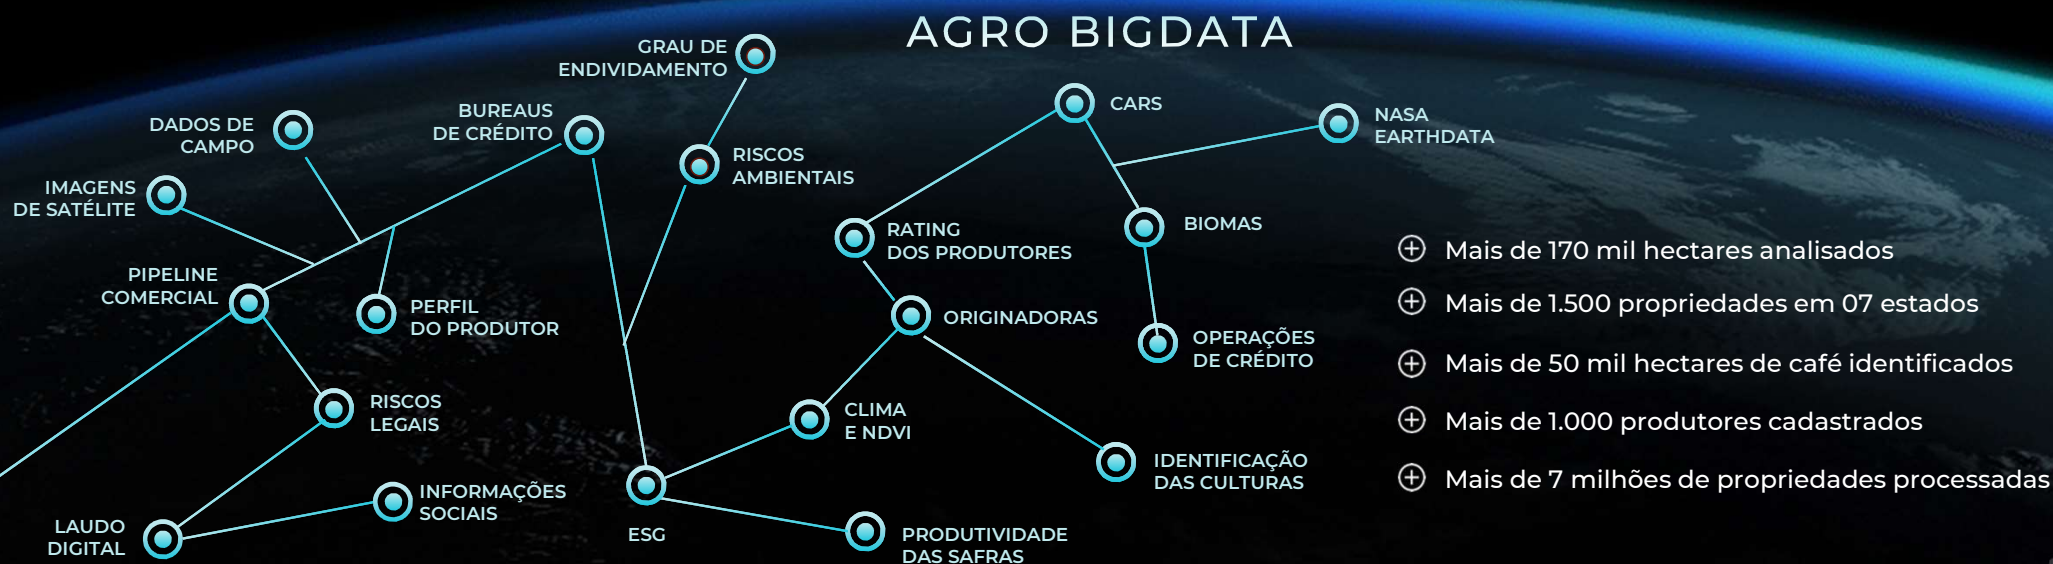 AGRO BIGDATA
GRAU DE
ENDIVIDAMENTO
BUREAUS
DE CRÉDITO
DADOS DE
CAMPO
IMAGENS
DE SATÉLITE
RISCOS
AMBIENTAIS
PIPELINE
COMERCIAL
PERFIL
DO PRODUTOR
RISCOS
LEGAIS
INFORMAÇÕES
SOCIAIS
LAUDO
DIGITAL
ESG
CARS
NASA
EARTHDATA
RATING
DOS PRODUTORES
BIOMAS
ORIGINADORAS
OPERAÇÕES
DE CRÉDITO
CLIMA
E NDVI
IDENTIFICAÇÃO
DAS CULTURAS
PRODUTIVIDADE
DAS SAFRAS
Mais de 170 mil hectares analisados
Mais de 1.500 propriedades em 07 estados
Mais de 50 mil hectares de café identificados
Mais de 1.000 produtores cadastrados
Mais de 7 milhões de propriedades processadas